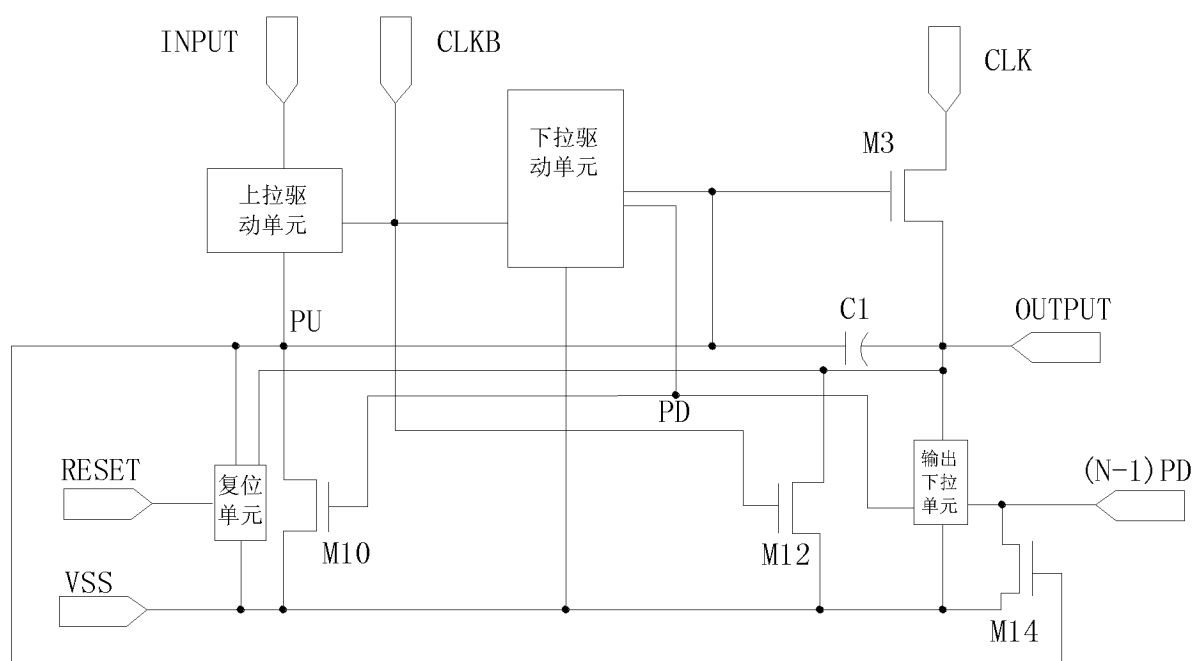 INPUT
CLKB
CLK
下拉驱
动单元
M3
上拉驱
动单元
PU
C1
OUTPUT
PD
RESET
复位
单元
输出
下拉
单元
(N-1)PD
M10
M12
VSS
M14